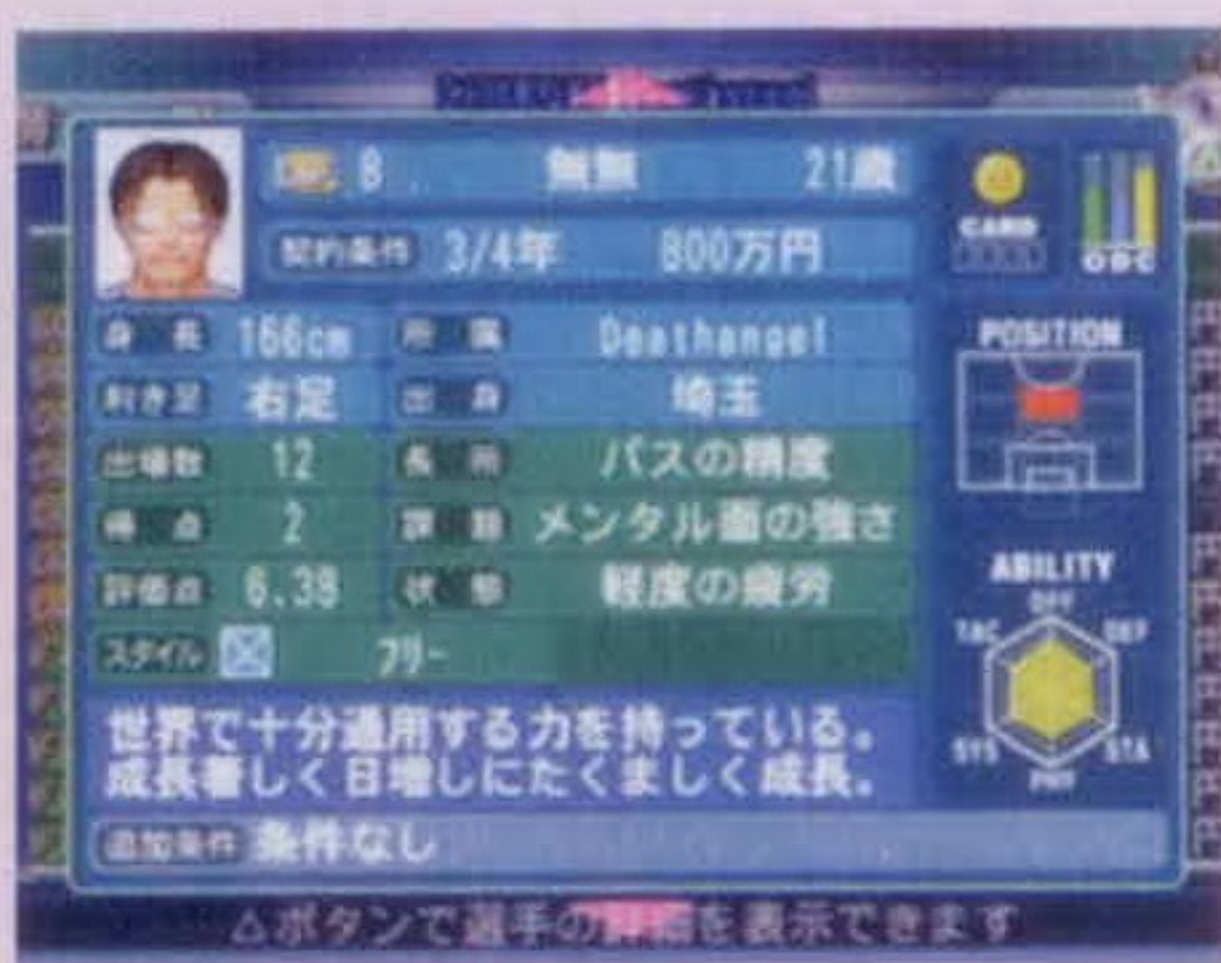 8 無無 21歳
CARD
O D C
契約条件 3/4年 800万円
身長 166cm 所属 Deathangel
利き足 右足 出身 埼玉
出場数 12 長所 パスの精度
得点 2 課題 メンタル面の強さ
評価点 6.38 状態 軽度の疲労
スタイル フリー
世界で十分通用する力を持っている。
成長著しく日増しにたくましく成長。
追加条件 条件なし
POSITION
ABILITY
OFF
TAC DEF
SYS STA
PHY
△ボタンで選手の詳細を表示できます